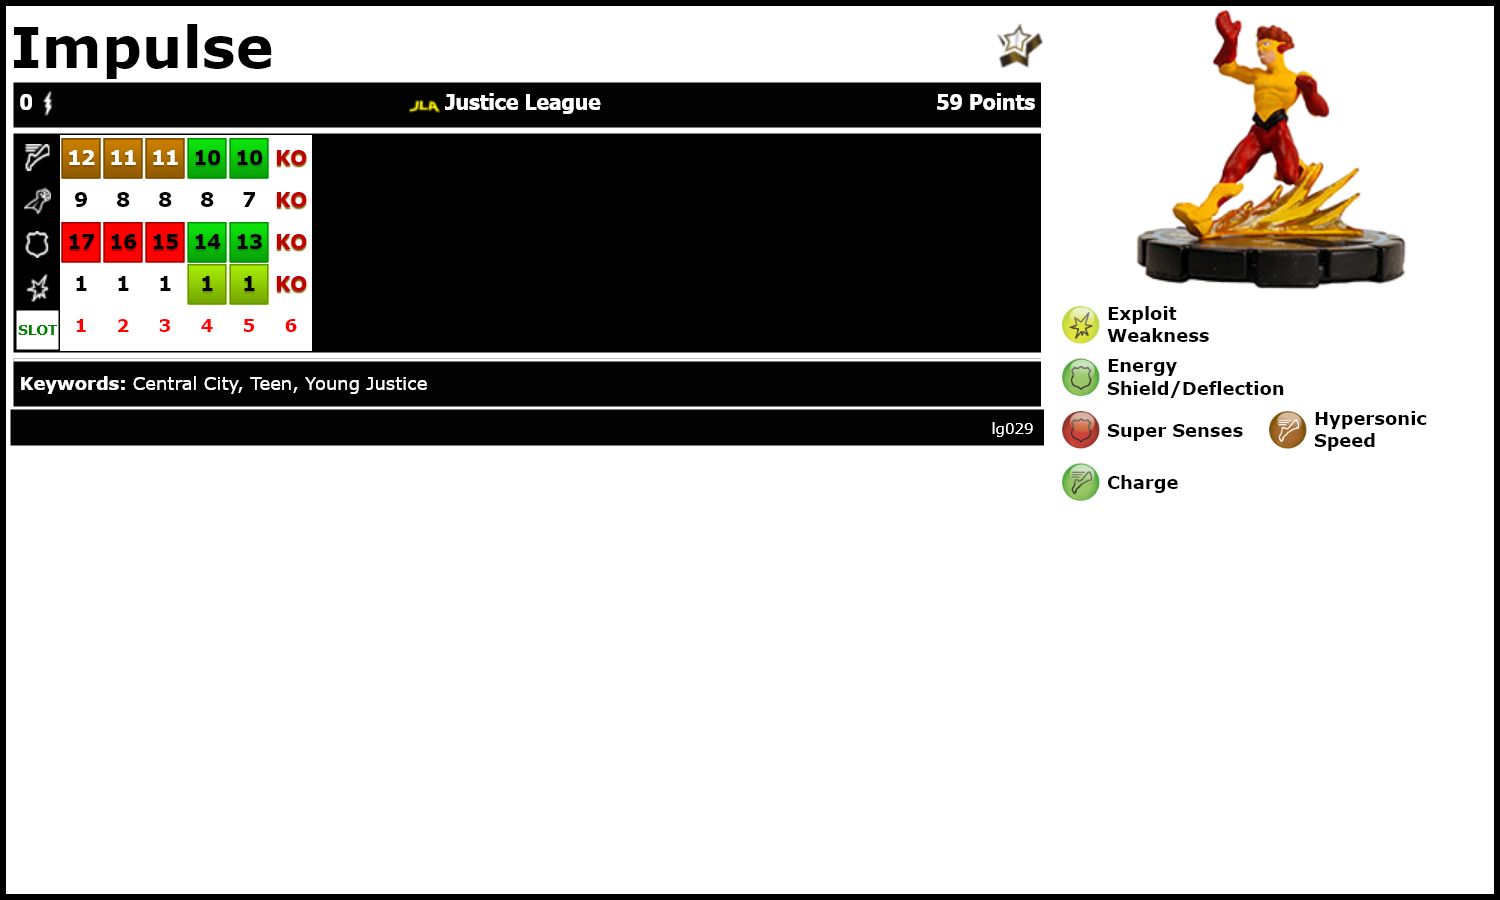 Impulse
0 JLA Justice League 59 Points
12 11 11 10 10 KO
9 8 8 8 7 KO
17 16 15 14 13 KO
1 1 1 1 1 KO
SLOT 1 2 3 4 5 6
Keywords: Central City, Teen, Young Justice
lg029
Exploit
Weakness
Energy
Shield/Deflection
Super Senses
Hypersonic
Speed
Charge